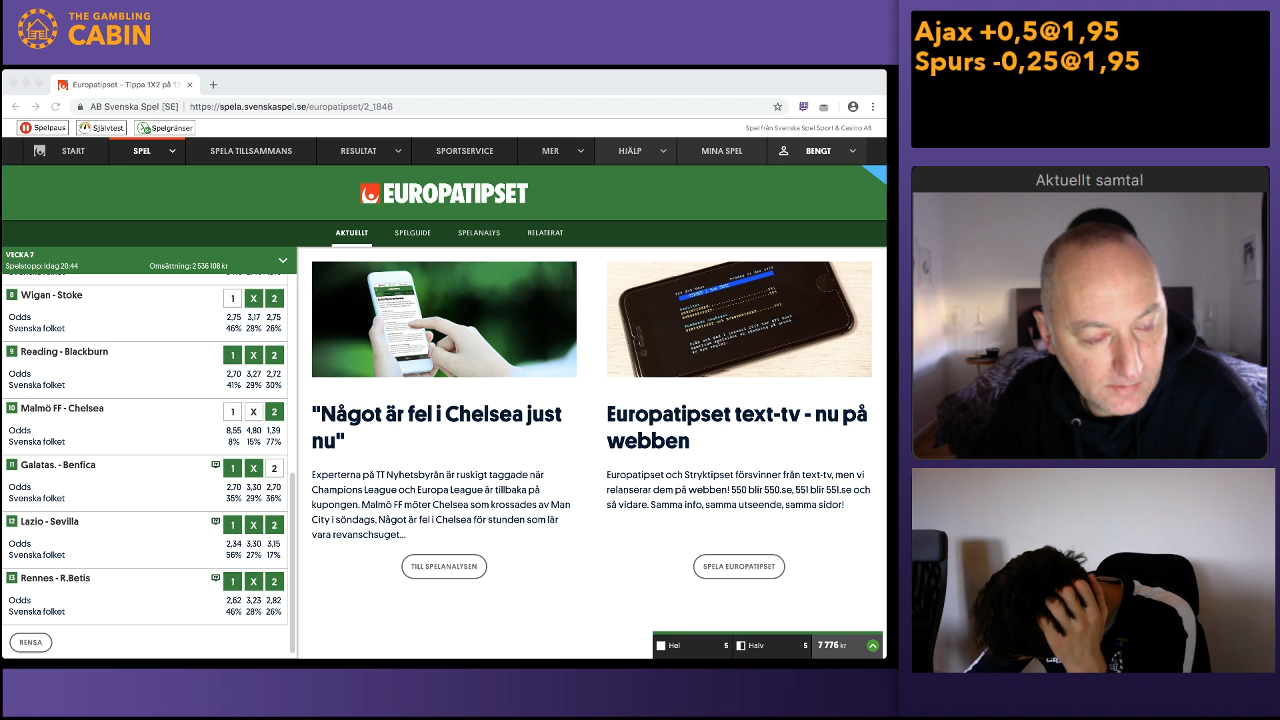 THE GAMBLING
CABIN
Ajax +0,5@1,95
Spurs -0,25@1,95
Europatipset - Tippa 1X2 på 13
AB Svenska Spel [SE] | https://spela.svenskaspel.se/europatipset/2_1846
Spelpaus Självtest Spelgränser
Spel från Svenska Spel Sport & Casino AB
START SPEL SPELA TILLSAMMANS RESULTAT SPORTSERVICE MER HJÄLP MINA SPEL BENGT
EUROPATIPSET
AKTUELLT SPELGUIDE SPELANALYS RELATERAT
VECKA 7
Spelstopp: Idag 20:44 Omsättning: 2 536 108 kr
8 Wigan - Stoke 1 X 2
Odds 2,75 3,17 2,75
Svenska folket 46% 28% 26%
9 Reading - Blackburn 1 X 2
Odds 2,70 3,27 2,72
Svenska folket 41% 29% 30%
10 Malmö FF - Chelsea 1 X 2
Odds 8,55 4,80 1,39
Svenska folket 8% 15% 77%
11 Galatas. - Benfica 1 X 2
Odds 2,70 3,30 2,70
Svenska folket 35% 29% 36%
12 Lazio - Sevilla 1 X 2
Odds 2,34 3,30 3,15
Svenska folket 56% 27% 17%
13 Rennes - R.Betis 1 X 2
Odds 2,62 3,23 2,82
Svenska folket 46% 28% 26%
RENSA
"Något är fel i Chelsea just
nu"
Experterna på TT Nyhetsbyrån är ruskigt taggade när
Champions League och Europa League är tillbaka på
kupongen. Malmö FF möter Chelsea som krossades av Man
City i söndags. Något är fel i Chelsea för stunden som lär
vara revanschsuget...
TILL SPELANALYSEN
Europatipset text-tv - nu på
webben
Europatipset och Stryktipset försvinner från text-tv, men vi
relanserar dem på webben! 550 blir 550.se, 551 blir 551.se och
så vidare. Samma info, samma utseende, samma sidor!
SPELA EUROPATIPSET
Hel 5 Halv 5 7 776 kr
Aktuellt samtal